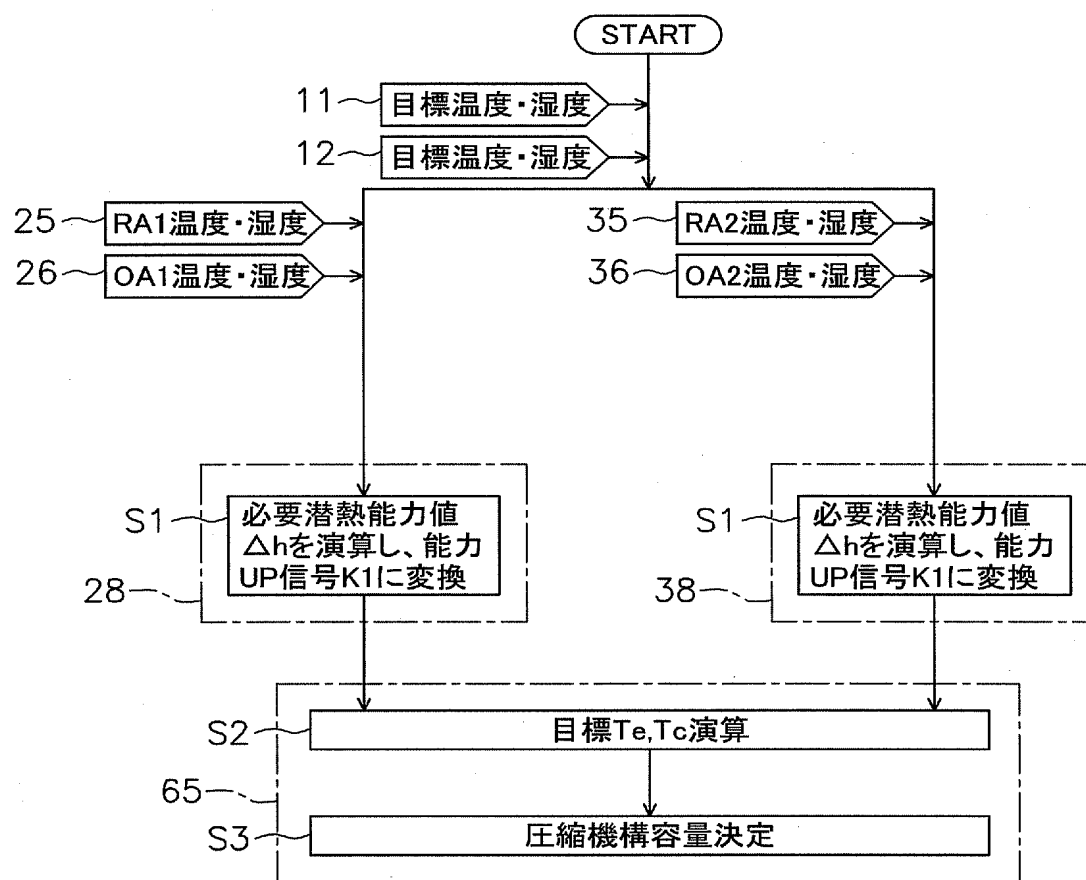 START
11 目標温度・湿度
12 目標温度・湿度
25 RA1温度・湿度
35 RA2温度・湿度
26 OA1温度・湿度
36 OA2温度・湿度
S1
必要潜熱能力値
△hを演算し、能力
UP信号K1に変換
28
S1
必要潜熱能力値
△hを演算し、能力
UP信号K1に変換
38
S2 目標Te,Tc演算
65
S3 圧縮機構容量決定